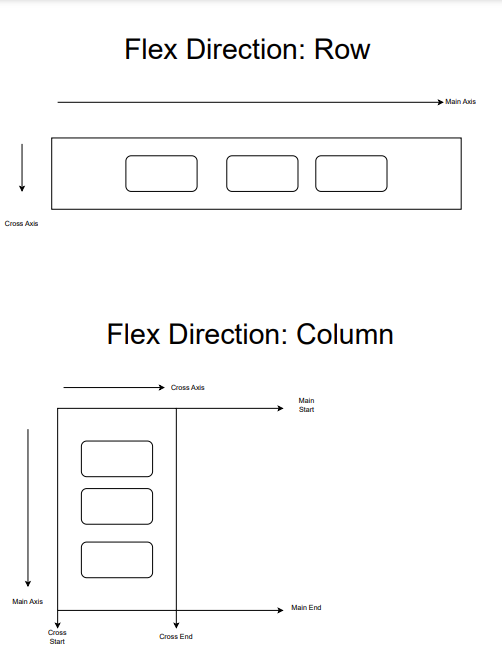 Flex Direction: Row
Main Axis
Cross Axis
Flex Direction: Column
Cross Axis
Main
Start
Main Axis
Main End
Cross
Start
Cross End